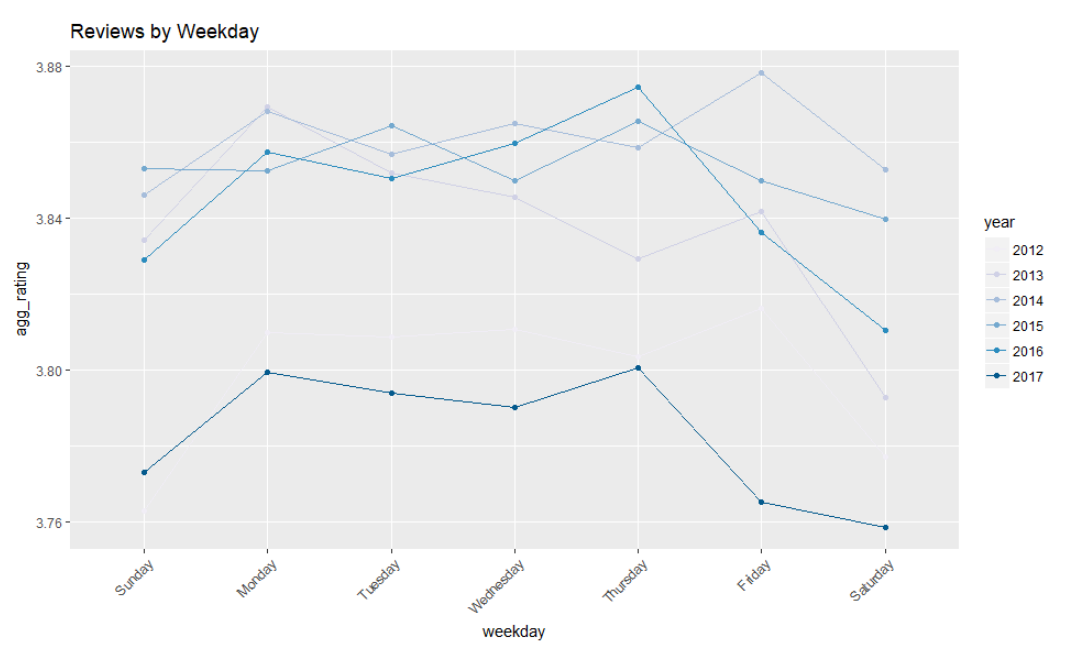 Reviews by Weekday
3.88
3.84
3.80
3.76
agg_rating
Sunday
Monday
Tuesday
Wednesday
Thursday
Friday
Saturday
weekday
year
2012
2013
2014
2015
2016
2017